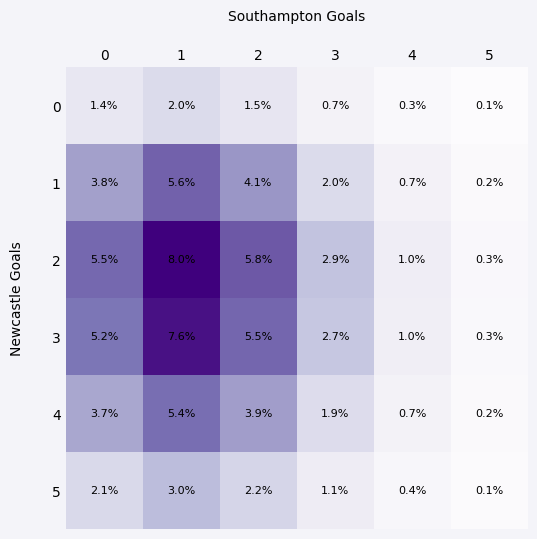 Southampton Goals
0 1 2 3 4 5
0 1.4% 2.0% 1.5% 0.7% 0.3% 0.1%
1 3.8% 5.6% 4.1% 2.0% 0.7% 0.2%
2 5.5% 8.0% 5.8% 2.9% 1.0% 0.3%
3 5.2% 7.6% 5.5% 2.7% 1.0% 0.3%
4 3.7% 5.4% 3.9% 1.9% 0.7% 0.2%
5 2.1% 3.0% 2.2% 1.1% 0.4% 0.1%
Newcastle Goals